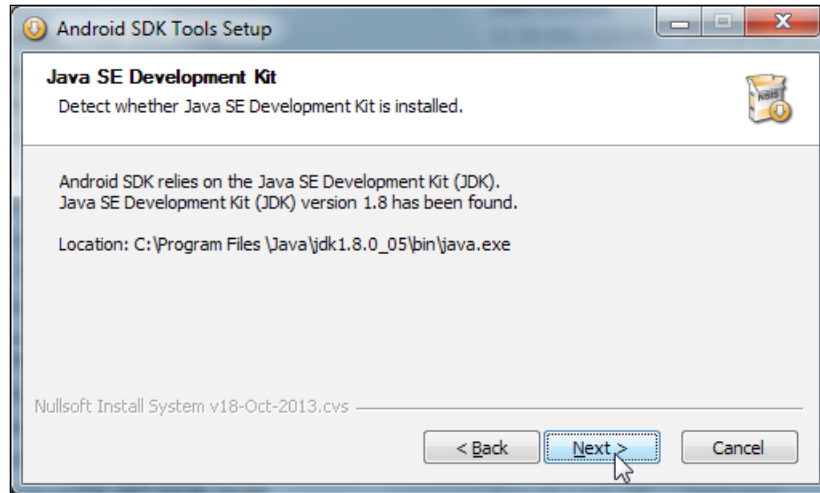 Android SDK Tools Setup
Java SE Development Kit
Detect whether Java SE Development Kit is installed.
NSIS
Android SDK relies on the Java SE Development Kit (JDK).
Java SE Development Kit (JDK) version 1.8 has been found.
Location: C:\Program Files \Java\jdk1.8.0_05\bin\java.exe
Nullsoft Install System v18-Oct-2013.cvs
< Back Next > Cancel